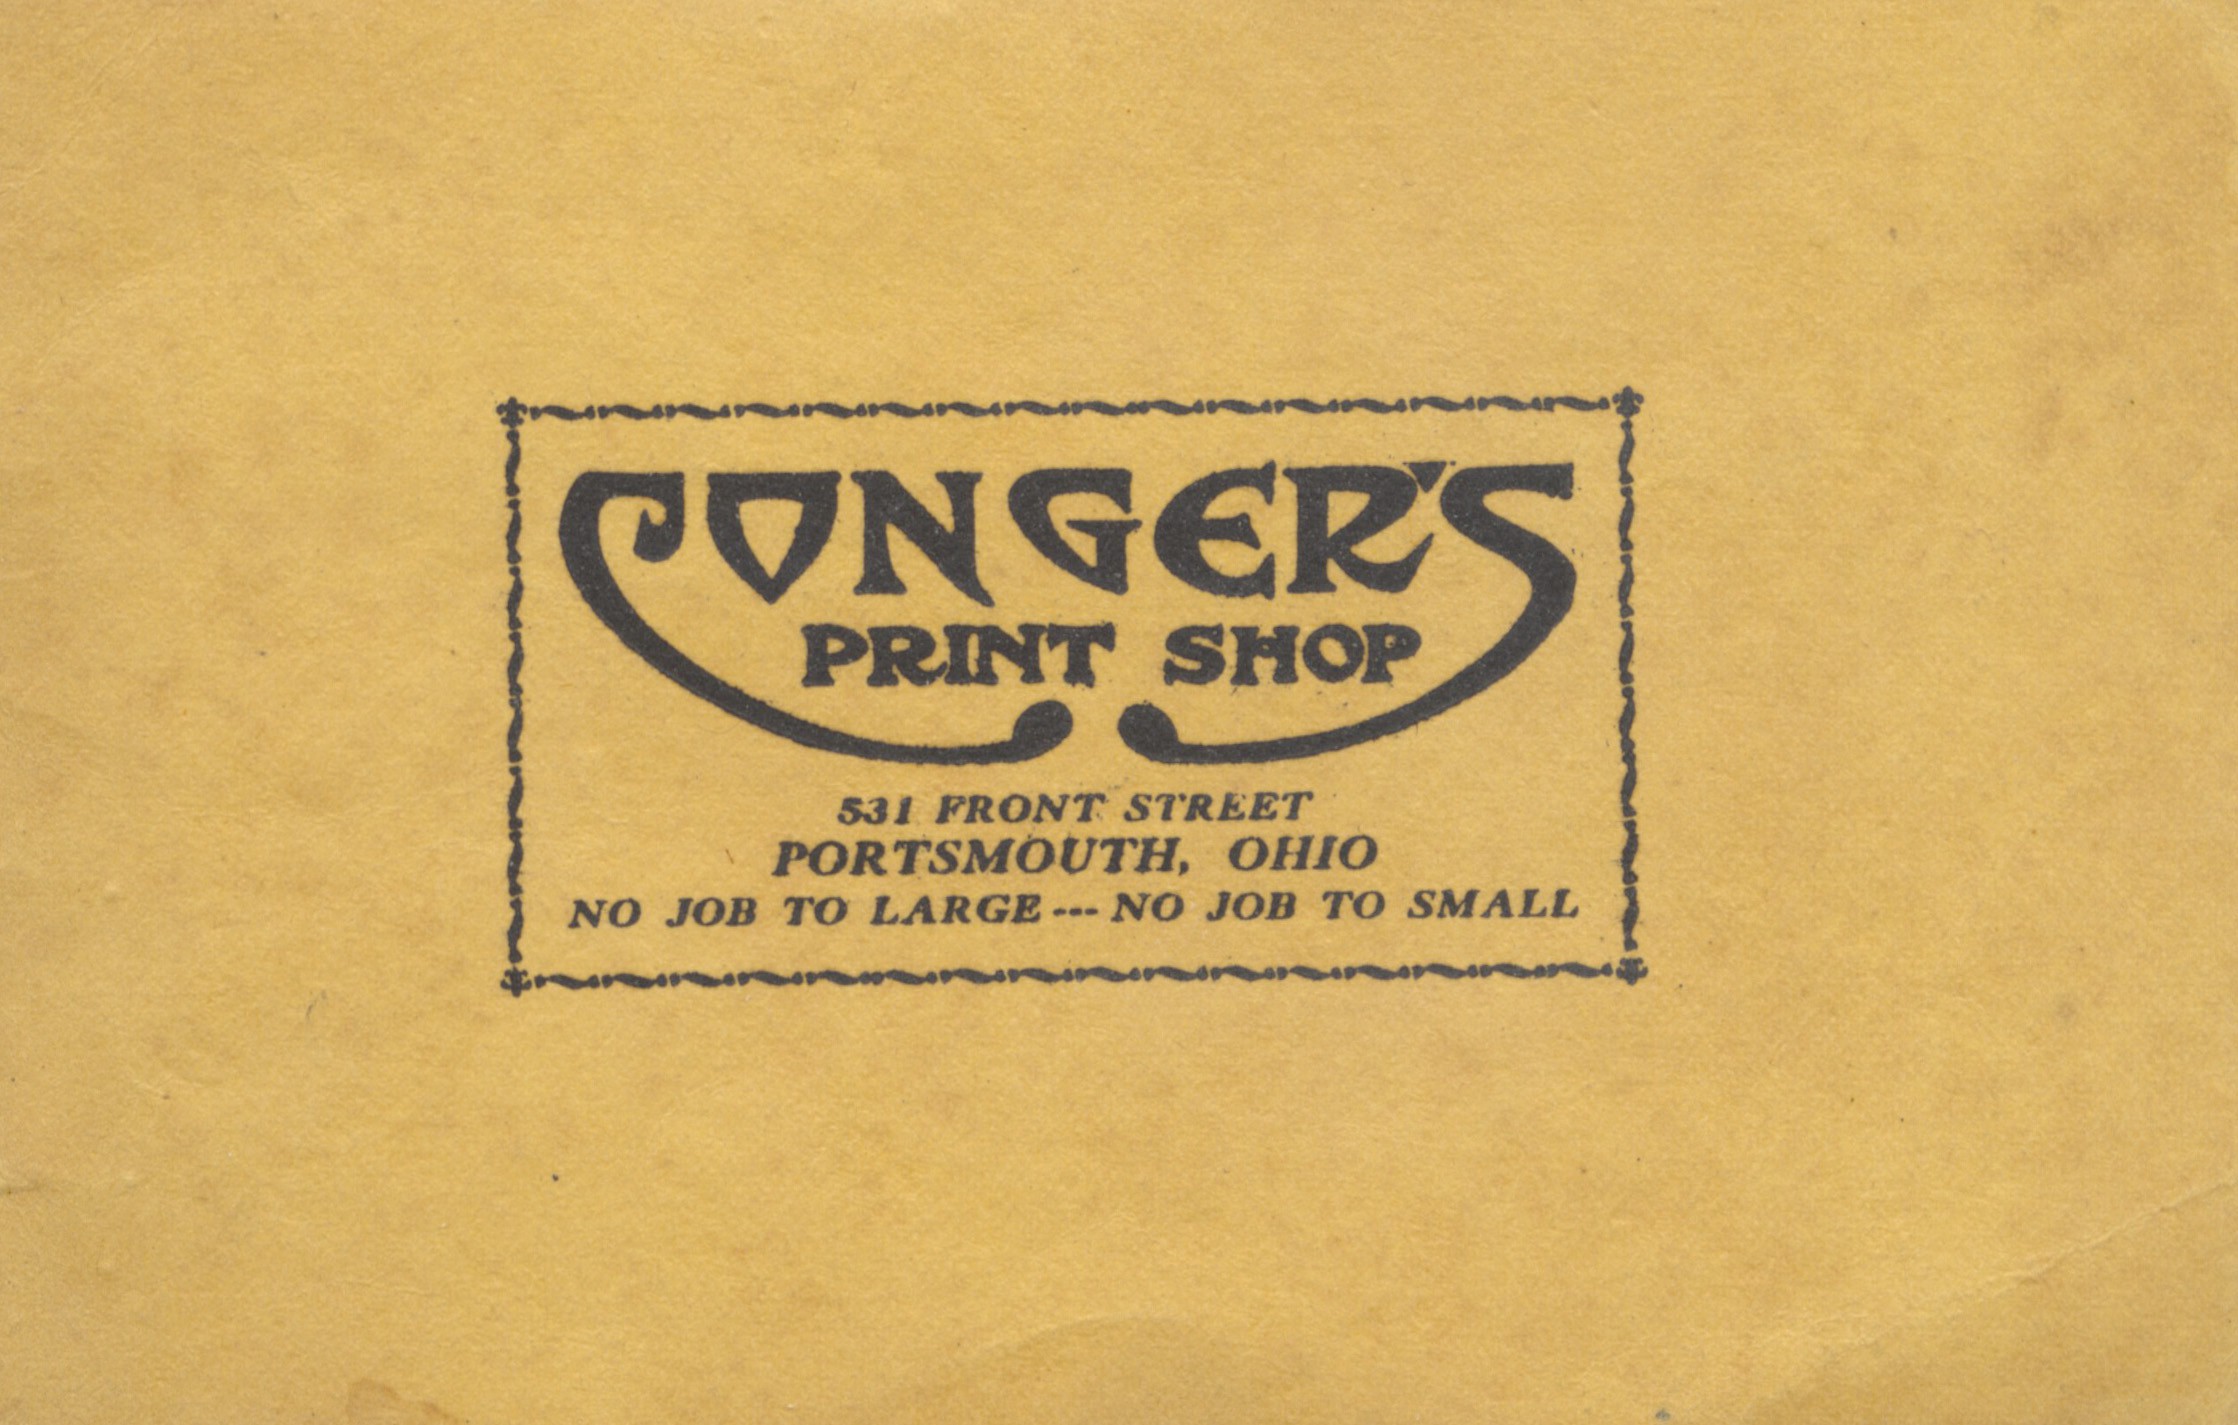 CONGER'S
PRINT SHOP
531 FRONT STREET
PORTSMOUTH, OHIO
NO JOB TO LARGE --- NO JOB TO SMALL